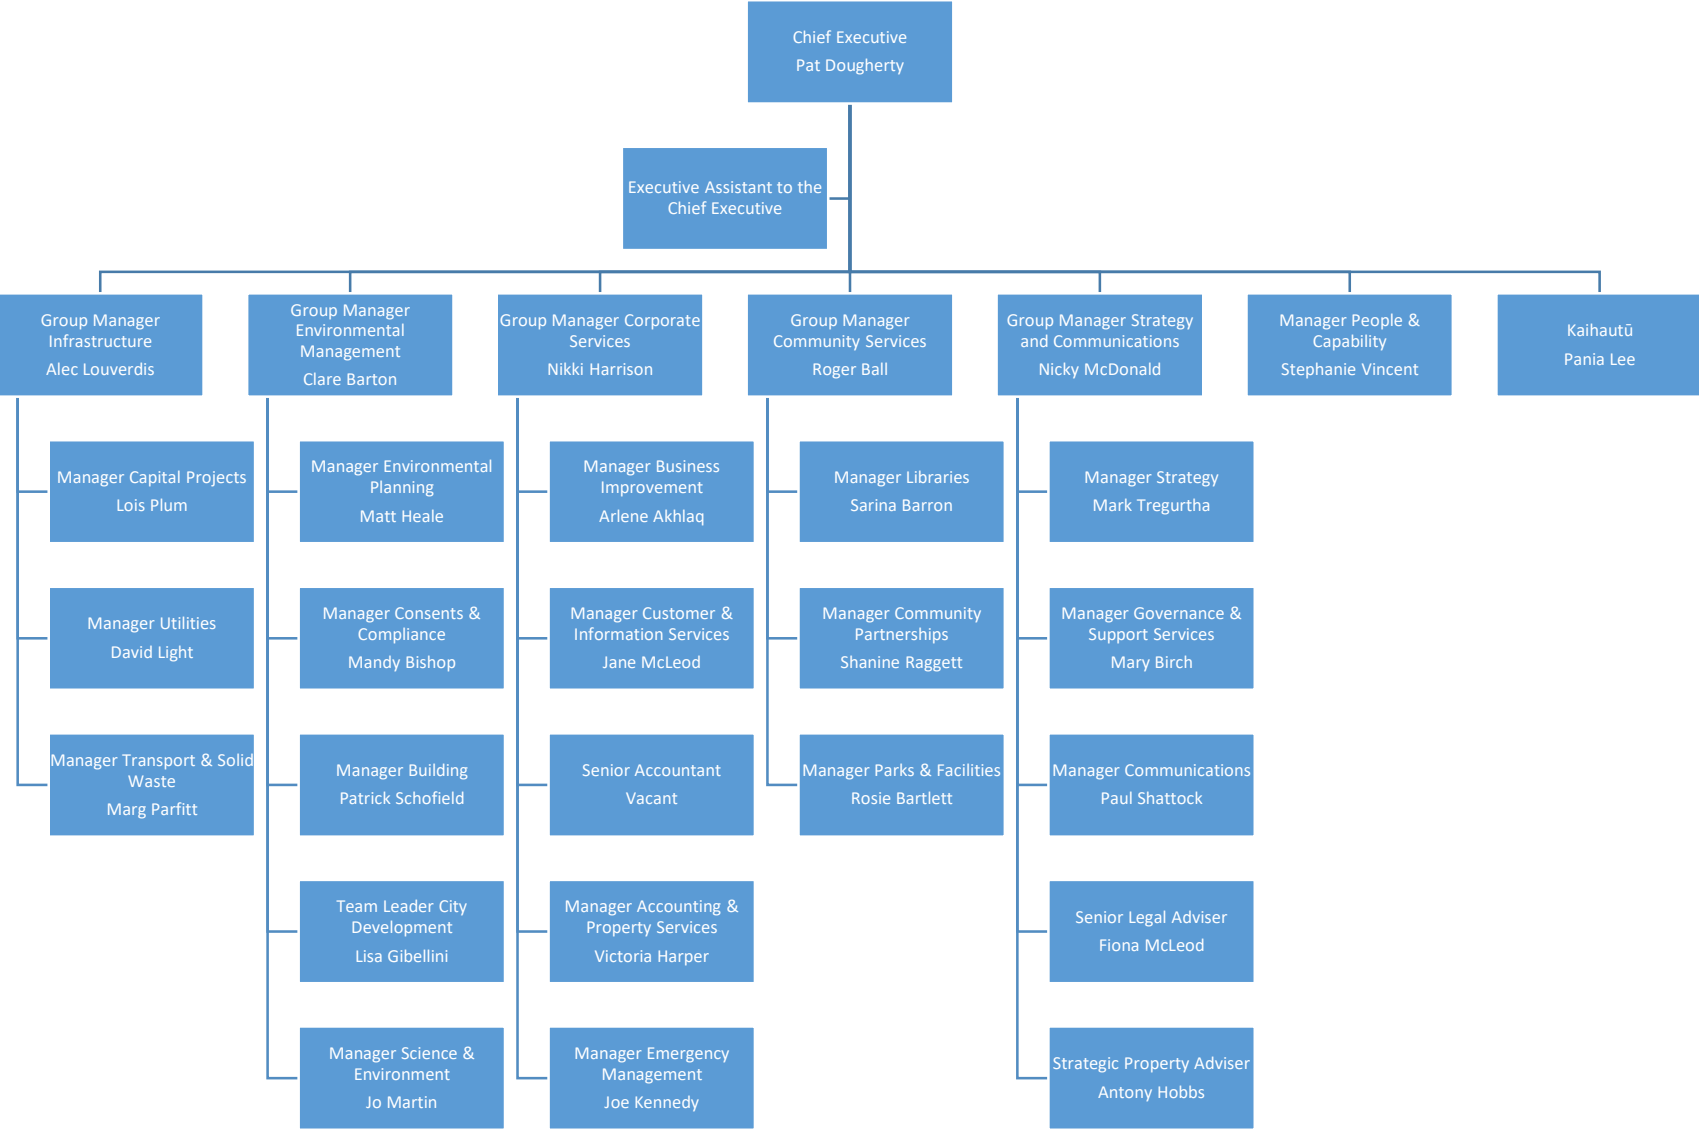 Chief Executive
Pat Dougherty
Executive Assistant to the
Chief Executive
Group Manager
Infrastructure
Alec Louverdis
Group Manager
Environmental
Management
Clare Barton
Group Manager Corporate
Services
Nikki Harrison
Group Manager
Community Services
Roger Ball
Group Manager Strategy
and Communications
Nicky McDonald
Manager People &
Capability
Stephanie Vincent
Kaihautū
Pania Lee
Manager Capital Projects
Lois Plum
Manager Environmental
Planning
Matt Heale
Manager Business
Improvement
Arlene Akhlaq
Manager Libraries
Sarina Barron
Manager Strategy
Mark Tregurtha
Manager Utilities
David Light
Manager Consents &
Compliance
Mandy Bishop
Manager Customer &
Information Services
Jane McLeod
Manager Community
Partnerships
Shanine Raggett
Manager Governance &
Support Services
Mary Birch
Manager Transport & Solid
Waste
Marg Parfitt
Manager Building
Patrick Schofield
Senior Accountant
Vacant
Manager Parks & Facilities
Rosie Bartlett
Manager Communications
Paul Shattock
Team Leader City
Development
Lisa Gibellini
Manager Accounting &
Property Services
Victoria Harper
Senior Legal Adviser
Fiona McLeod
Manager Science &
Environment
Jo Martin
Manager Emergency
Management
Joe Kennedy
Strategic Property Adviser
Antony Hobbs